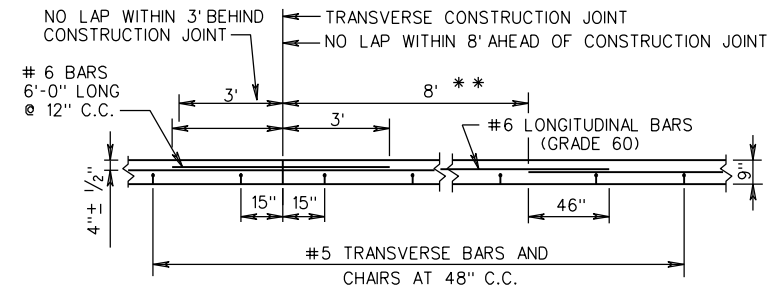 NO LAP WITHIN 3' BEHIND
CONSTRUCTION JOINT
TRANSVERSE CONSTRUCTION JOINT
NO LAP WITHIN 8' AHEAD OF CONSTRUCTION JOINT
# 6 BARS
6'-0" LONG
@ 12" C.C.
3'
8' * *
3'
#6 LONGITUDINAL BARS
(GRADE 60)
4"± 1/2"
9"
15"
15"
46"
#5 TRANSVERSE BARS AND
CHAIRS AT 48" C.C.